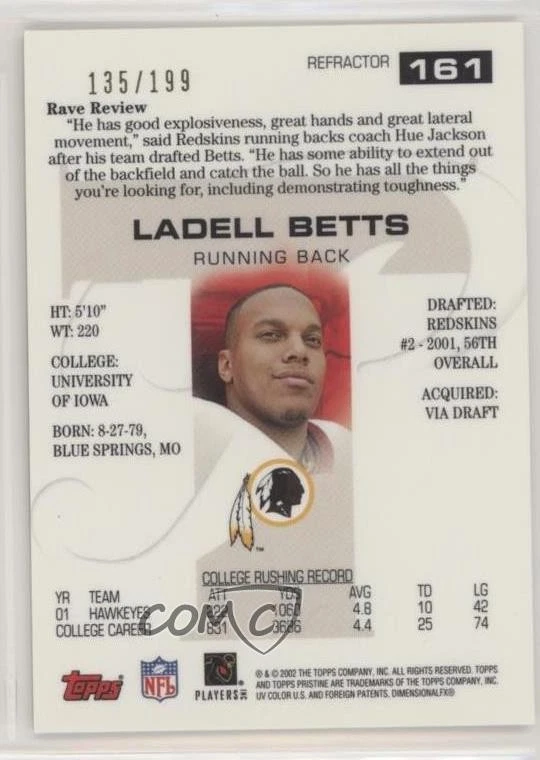 135/199
REFRACTOR 161
Rave Review
"He has good explosiveness, great hands and great lateral
movement," said Redskins running backs coach Hue Jackson
after his team drafted Betts. "He has some ability to extend out
of the backfield and catch the ball. So he has all the things
you're looking for, including demonstrating toughness."
LADELL BETTS
RUNNING BACK
HT: 5'10"
WT: 220
COLLEGE:
UNIVERSITY
OF IOWA
BORN: 8-27-79,
BLUE SPRINGS, MO
DRAFTED:
REDSKINS
#2 - 2001, 56TH
OVERALL
ACQUIRED:
VIA DRAFT
TM
COLLEGE RUSHING RECORD
YR TEAM ATT YDS AVG TD LG
01 HAWKEYES 222 1060 4.8 10 42
COLLEGE CAREER 831 3686 4.4 25 74
COMC
Topps
NFL
PLAYERS INC
® & © 2002 THE TOPPS COMPANY, INC. ALL RIGHTS RESERVED. TOPPS
AND TOPPS PRISTINE ARE TRADEMARKS OF THE TOPPS COMPANY, INC.
UV COLOR U.S. AND FOREIGN PATENTS. DIMENSIONALFX®